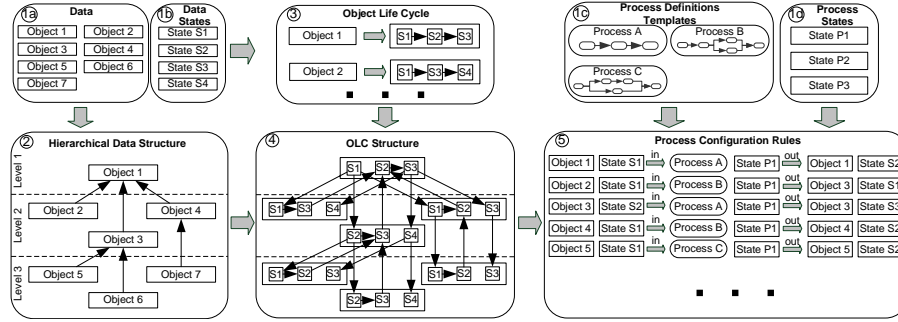 1a
Data
Object 1
Object 2
Object 3
Object 4
Object 5
Object 6
Object 7
1b
Data
States
State S1
State S2
State S3
State S4
3
Object Life Cycle
Object 1
S1 S2 S3
Object 2
S1 S3 S4
1c
Process Definitions
Templates
Process A
Process B
Process C
1d
Process
States
State P1
State P2
State P3
2
Hierarchical Data Structure
Level 1
Object 1
Level 2
Object 2
Object 4
Object 3
Level 3
Object 5
Object 7
Object 6
4
OLC Structure
S1 S2 S3
S1 S3 S4
S1 S2 S3
S2 S3 S4
S1 S2 S3
S1 S2 S3
S2 S3 S4
5
Process Configuration Rules
Object 1 State S1 in Process A State P1 out Object 1 State S2
Object 2 State S1 in Process B State P1 out Object 3 State S1
Object 3 State S2 in Process A State P1 out Object 3 State S3
Object 4 State S1 in Process B State P1 out Object 4 State S2
Object 5 State S1 in Process C State P1 out Object 5 State S2